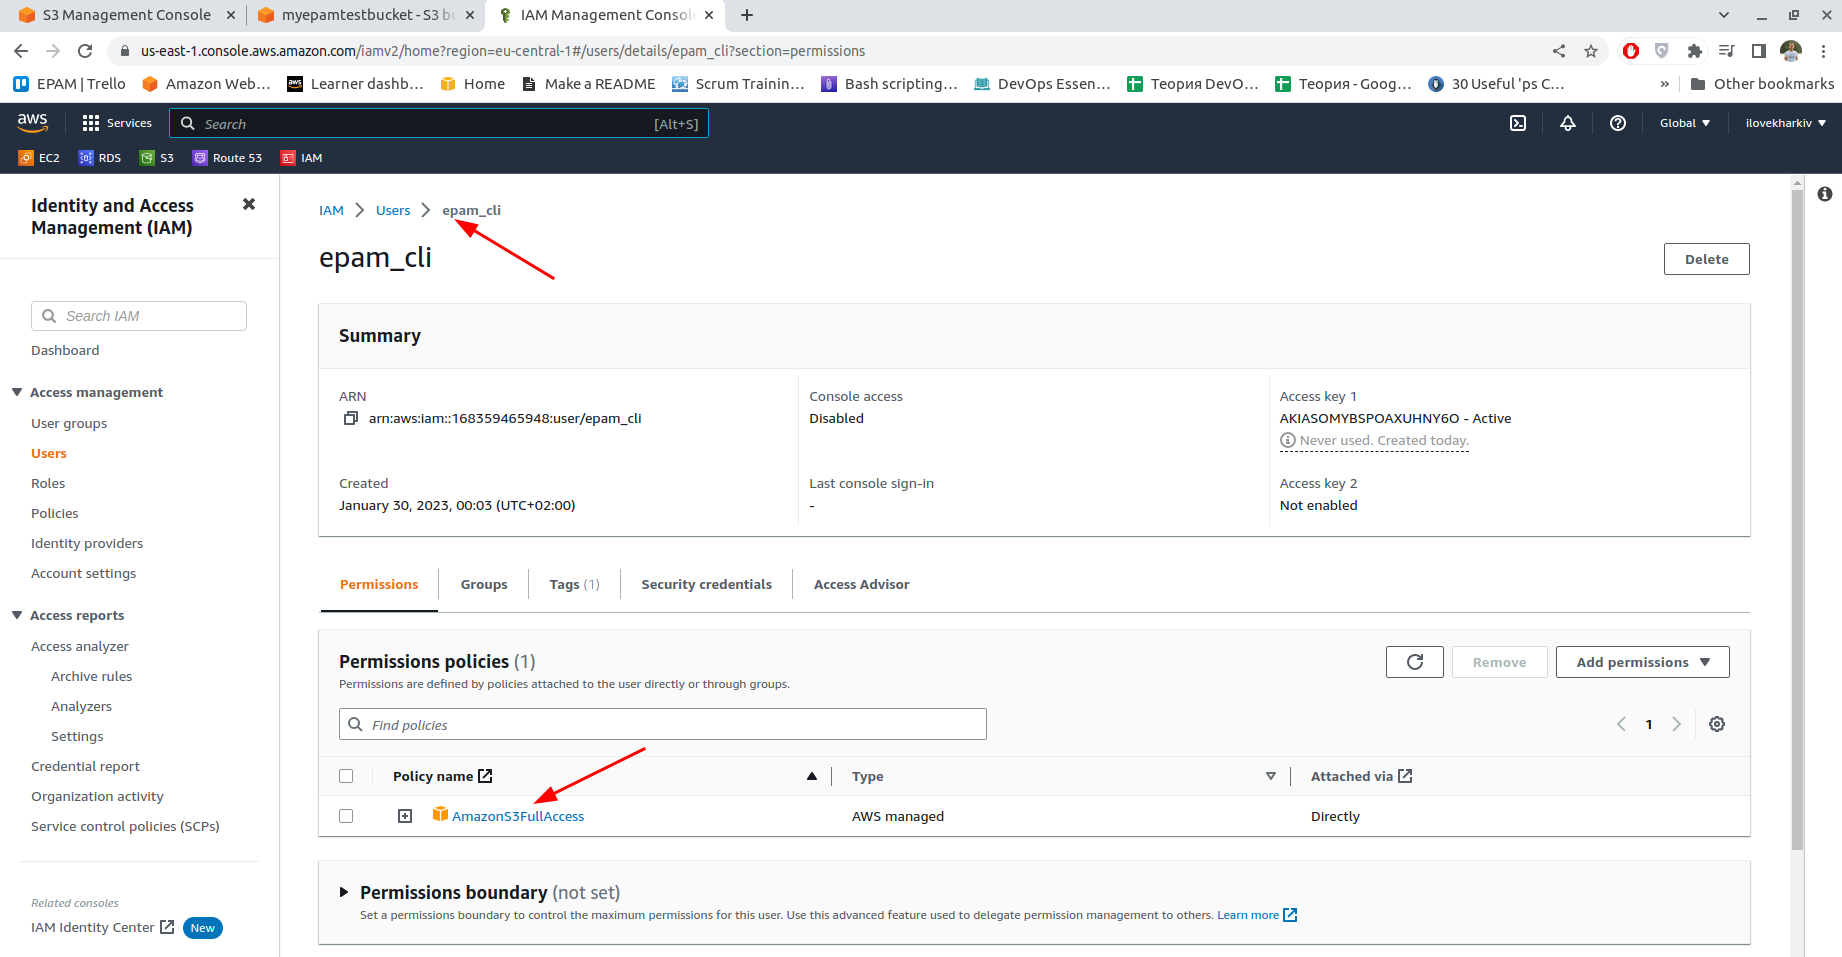 S3 Management Console
myepamtestbucket - S3 bu
IAM Management Conso
us-east-1.console.aws.amazon.com/iamv2/home?region=eu-central-1#/users/details/epam_cli?section=permissions
EPAM | Trello
Amazon Web...
Learner dashb...
Home
Make a README
Scrum Trainin...
Bash scripting...
DevOps Essen...
Теория DevO...
Теория - Goog...
30 Useful 'ps C...
»
Other bookmarks
aws
Services
Search
[Alt+S]
Global
ilovekharkiv
EC2
RDS
S3
Route 53
IAM
Identity and Access
Management (IAM)
Search IAM
Dashboard
Access management
User groups
Users
Roles
Policies
Identity providers
Account settings
Access reports
Access analyzer
Archive rules
Analyzers
Settings
Credential report
Organization activity
Service control policies (SCPs)
Related consoles
IAM Identity Center
New
IAM > Users > epam_cli
epam_cli
Delete
Summary
ARN
arn:aws:iam::168359465948:user/epam_cli
Console access
Disabled
Access key 1
AKIASOMYBSPOAXUHNY6O - Active
Never used. Created today.
Created
January 30, 2023, 00:03 (UTC+02:00)
Last console sign-in
-
Access key 2
Not enabled
Permissions
Groups
Tags (1)
Security credentials
Access Advisor
Permissions policies (1)
Permissions are defined by policies attached to the user directly or through groups.
Remove
Add permissions
Find policies
1
Policy name
Type
Attached via
AmazonS3FullAccess
AWS managed
Directly
Permissions boundary (not set)
Set a permissions boundary to control the maximum permissions for this user. Use this advanced feature used to delegate permission management to others. Learn more